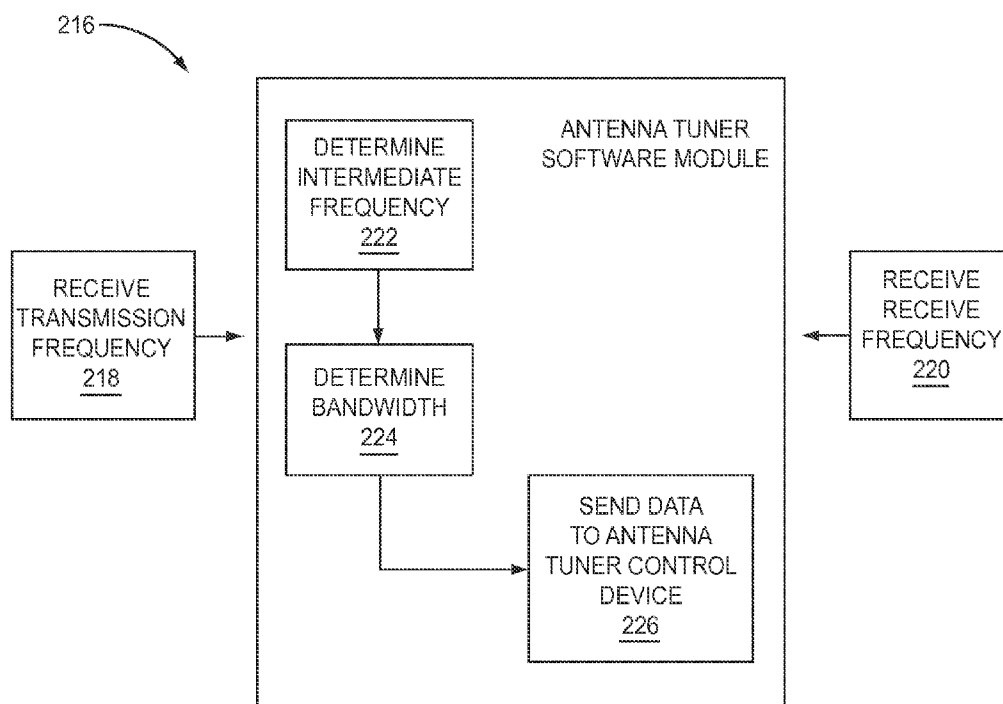 216
DETERMINE
INTERMEDIATE
FREQUENCY
222
ANTENNA TUNER
SOFTWARE MODULE
RECEIVE
TRANSMISSION
FREQUENCY
218
DETERMINE
BANDWIDTH
224
RECEIVE
RECEIVE
FREQUENCY
220
SEND DATA
TO ANTENNA
TUNER CONTROL
DEVICE
226